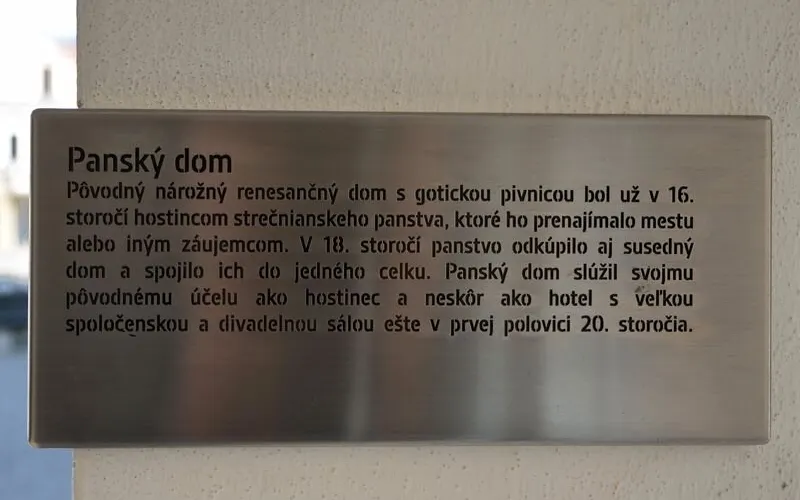 Panský dom
Pôvodný nárožný renesančný dom s gotickou pivnicou bol už v 16.
storočí hostincom strečnianskeho panstva, ktoré ho prenajímalo mestu
alebo iným záujemcom. V 18. storočí panstvo odkúpilo aj susedný
dom a spojilo ich do jedného celku. Panský dom slúžil svojmu
pôvodnému účelu ako hostinec a neskôr ako hotel s veľkou
spoločenskou a divadelnou sálou ešte v prvej polovici 20. storočia.